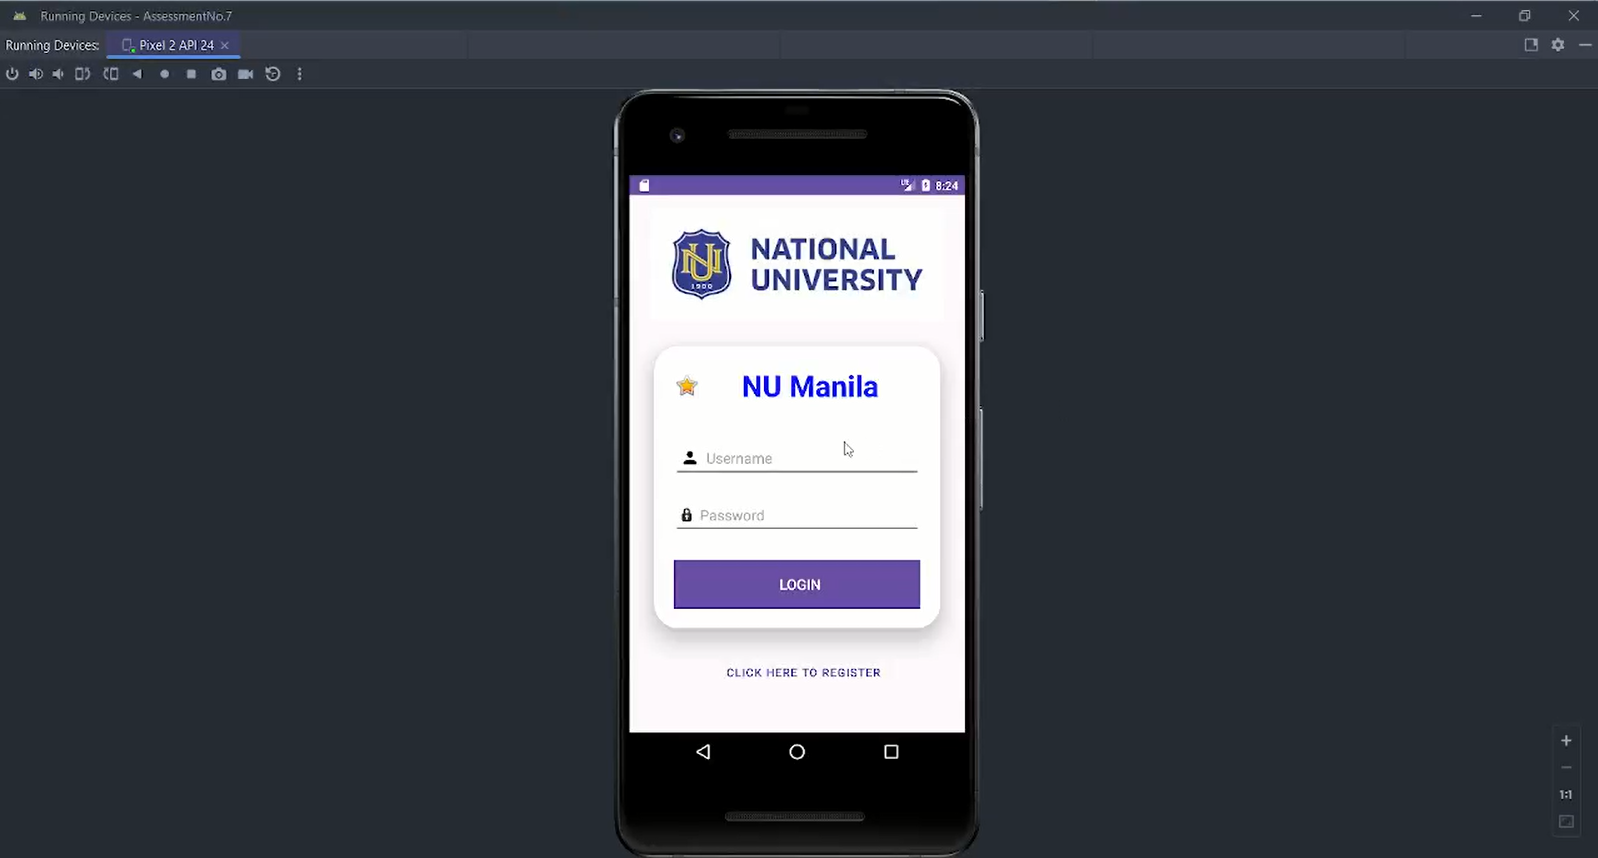 Running Devices - AssessmentNo.7
Running Devices: Pixel 2 API 24
LTE 8:24
NU 1900
NATIONAL
UNIVERSITY
NU Manila
Username
Password
LOGIN
CLICK HERE TO REGISTER
1:1